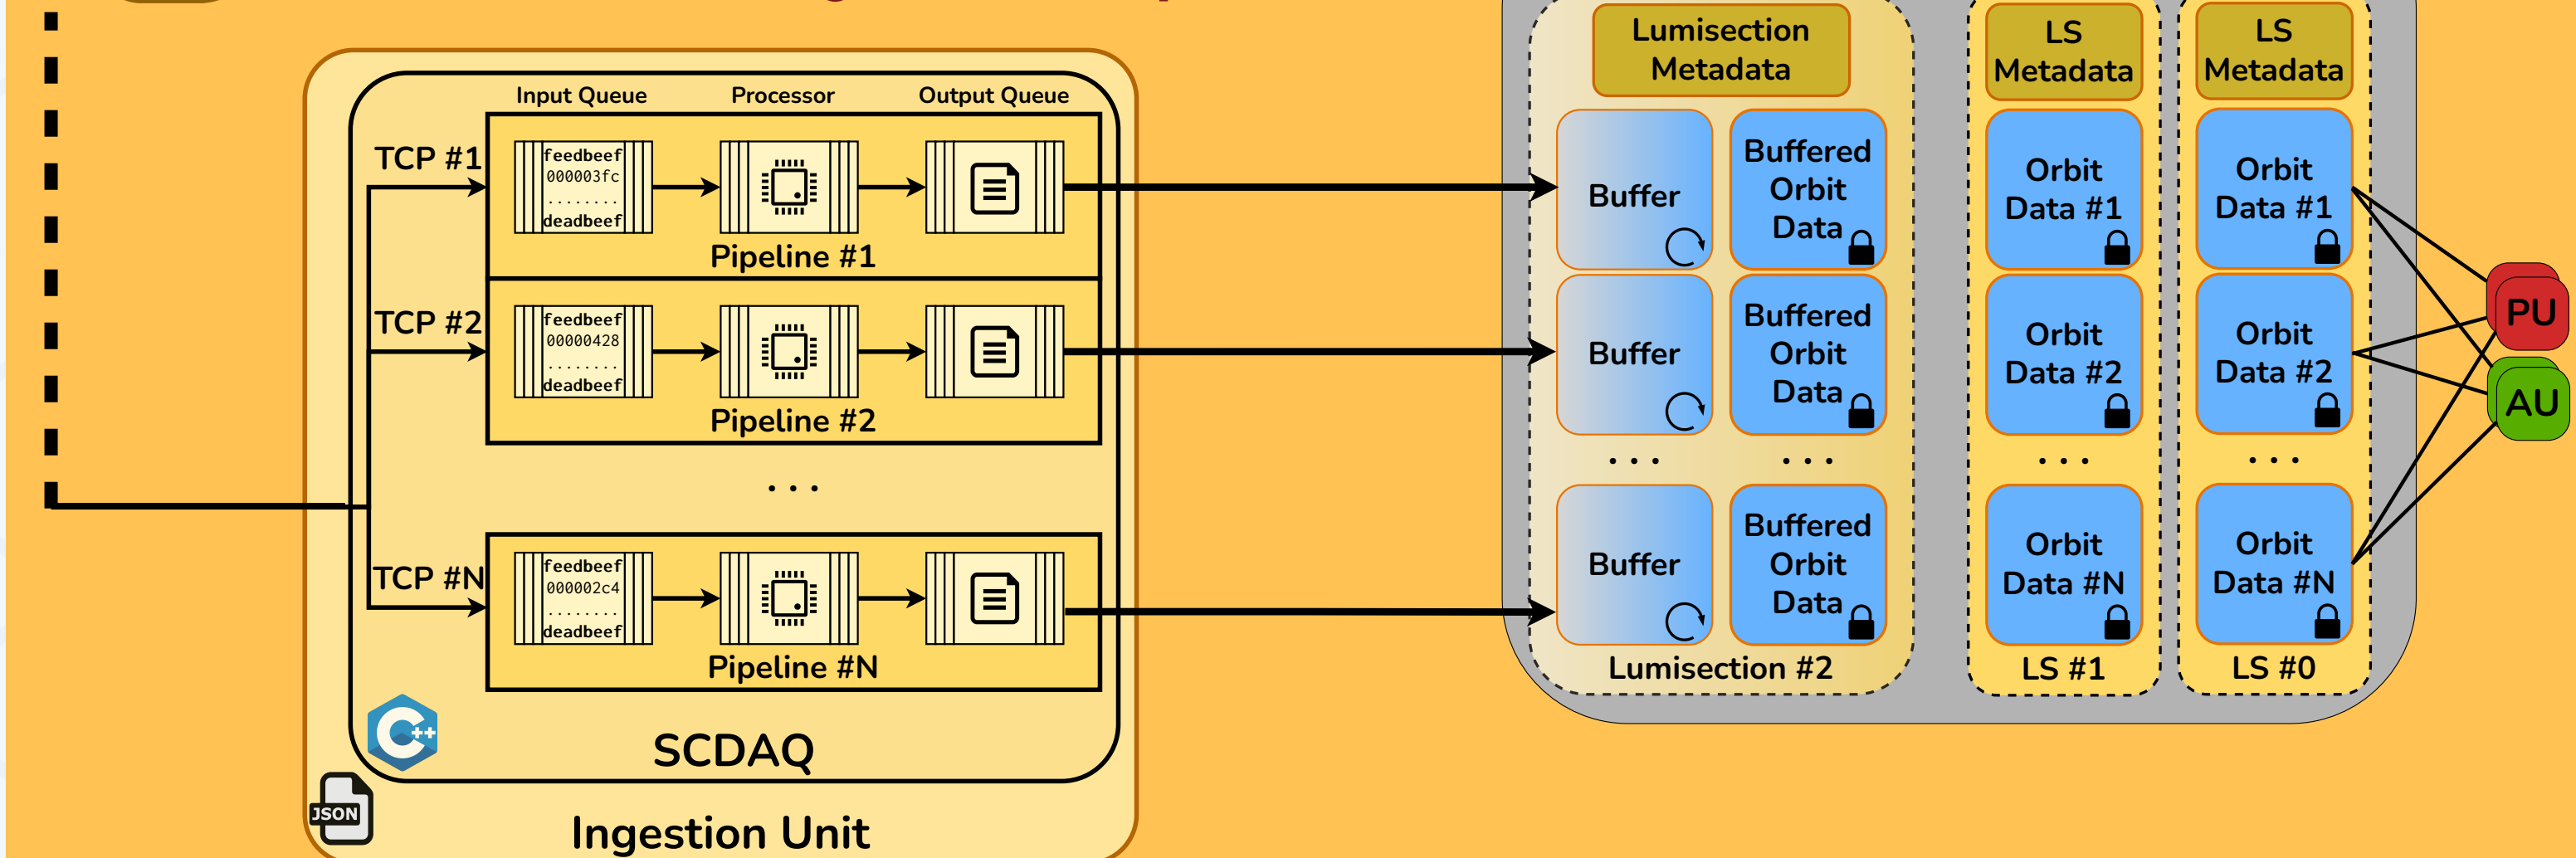 Input Queue
Processor
Output Queue
TCP #1
feedbeef
000003fc
........
deadbeef
Pipeline #1
TCP #2
feedbeef
00000428
........
deadbeef
Pipeline #2
...
TCP #N
feedbeef
000002c4
........
deadbeef
Pipeline #N
C++
SCDAQ
JSON
Ingestion Unit
Lumisection
Metadata
Buffer
Buffered
Orbit
Data
Buffer
Buffered
Orbit
Data
...
...
Buffer
Buffered
Orbit
Data
Lumisection #2
LS
Metadata
Orbit
Data #1
Orbit
Data #2
...
Orbit
Data #N
LS #1
LS
Metadata
Orbit
Data #1
Orbit
Data #2
...
Orbit
Data #N
LS #0
PU
AU